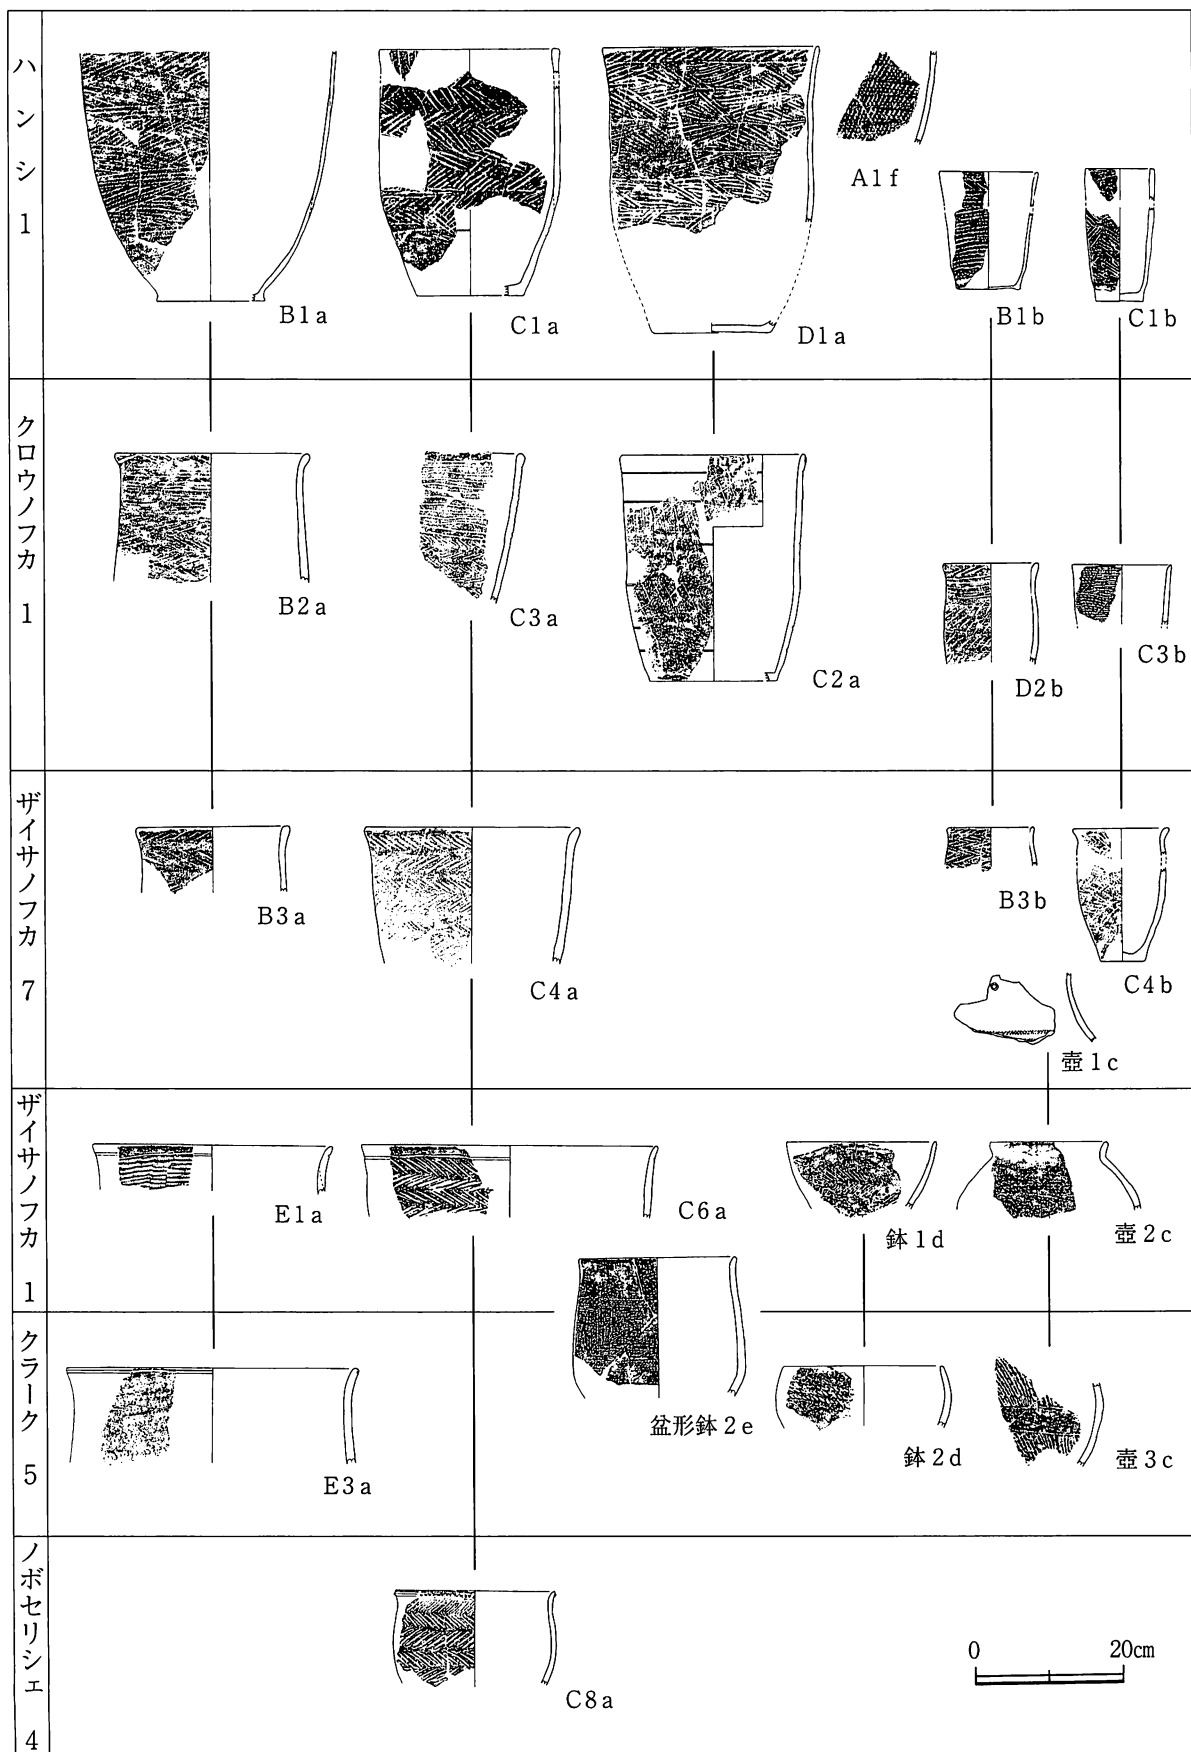 ハンシ1
B1a
C1a
D1a
A1f
B1b
C1b
クロウノフカ1
B2a
C3a
C2a
D2b
C3b
ザイサノフカ7
B3a
C4a
B3b
C4b
壺1c
ザイサノフカ1
E1a
C6a
鉢1d
壺2c
クラーク5
E3a
盆形鉢2e
鉢2d
壺3c
ノボセリシェ4
C8a
0 20cm